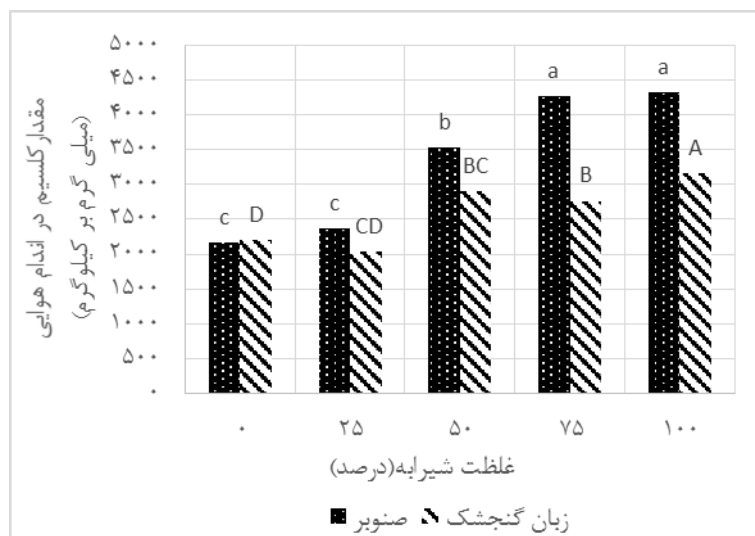 مقدار کلسیم در اندام هوایی
(میلی گرم بر کیلوگرم)
۵۰۰۰
۴۵۰۰
۴۰۰۰
۳۵۰۰
۳۰۰۰
۲۵۰۰
۲۰۰۰
۱۵۰۰
۱۰۰۰
۵۰۰
۰
c D c CD b BC a B a A
۰ ۲۵ ۵۰ ۷۵ ۱۰۰
غلظت شیرابه(درصد)
صنوبر زبان گنجشک